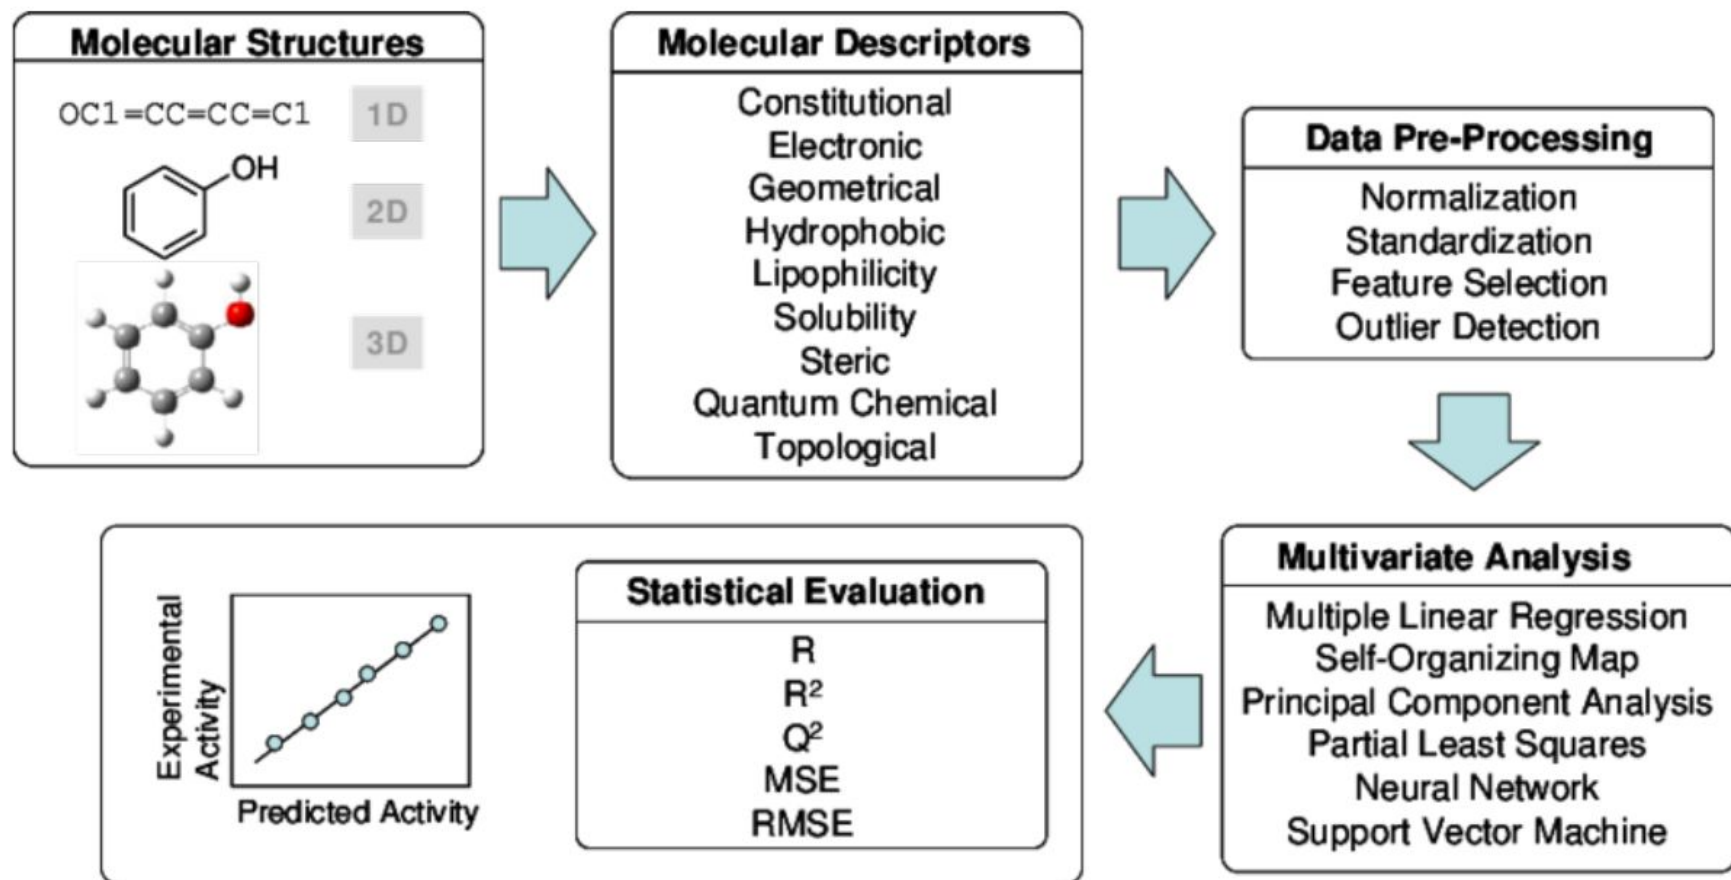 Molecular Structures
OC1=CC=CC=C1
1D
OH
2D
3D
Molecular Descriptors
Constitutional
Electronic
Geometrical
Hydrophobic
Lipophilicity
Solubility
Steric
Quantum Chemical
Topological
Data Pre-Processing
Normalization
Standardization
Feature Selection
Outlier Detection
Multivariate Analysis
Multiple Linear Regression
Self-Organizing Map
Principal Component Analysis
Partial Least Squares
Neural Network
Support Vector Machine
Experimental
Activity
Predicted Activity
Statistical Evaluation
R
R²
Q²
MSE
RMSE